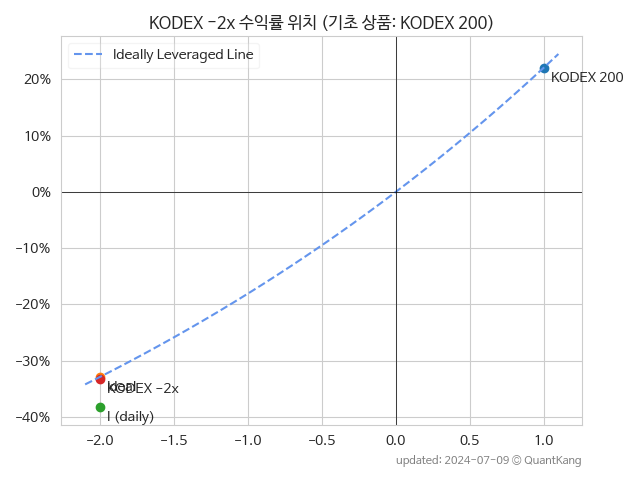 KODEX -2x 수익률 위치 (기초 상품: KODEX 200)
Ideally Leveraged Line
20%
10%
0%
-10%
-20%
-30%
-40%
KODEX 200
KODEX -2x
I (daily)
-2.0
-1.5
-1.0
-0.5
0.0
0.5
1.0
updated: 2024-07-09 © QuantKang